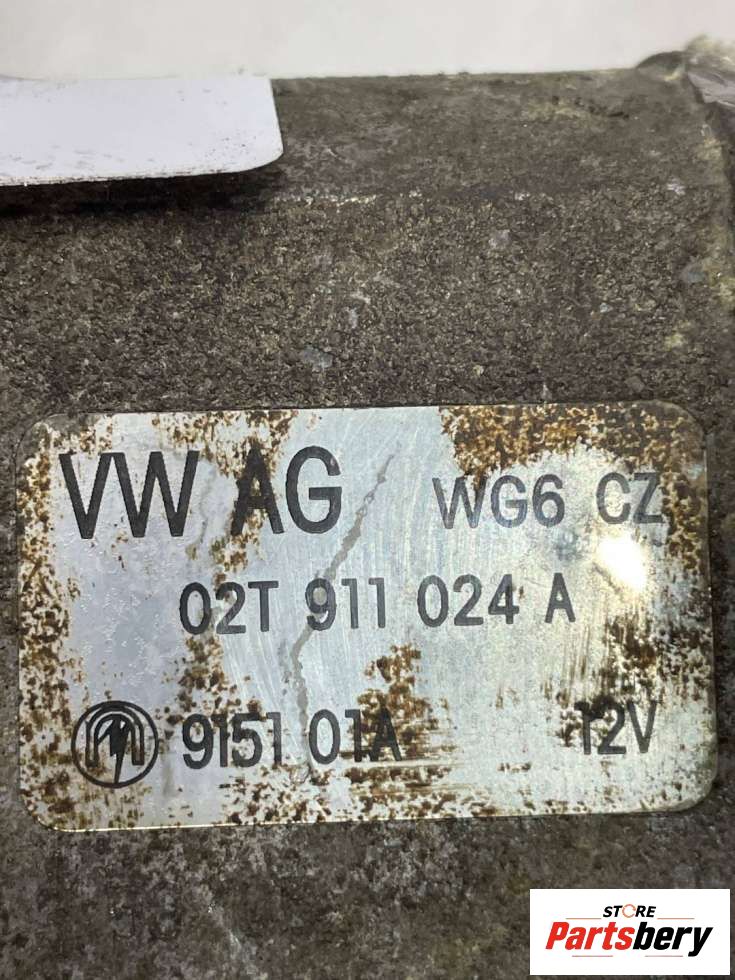 VW AG WG6 CZ
02T 911 024 A
9151 01A 12V
STORE
Partsbery